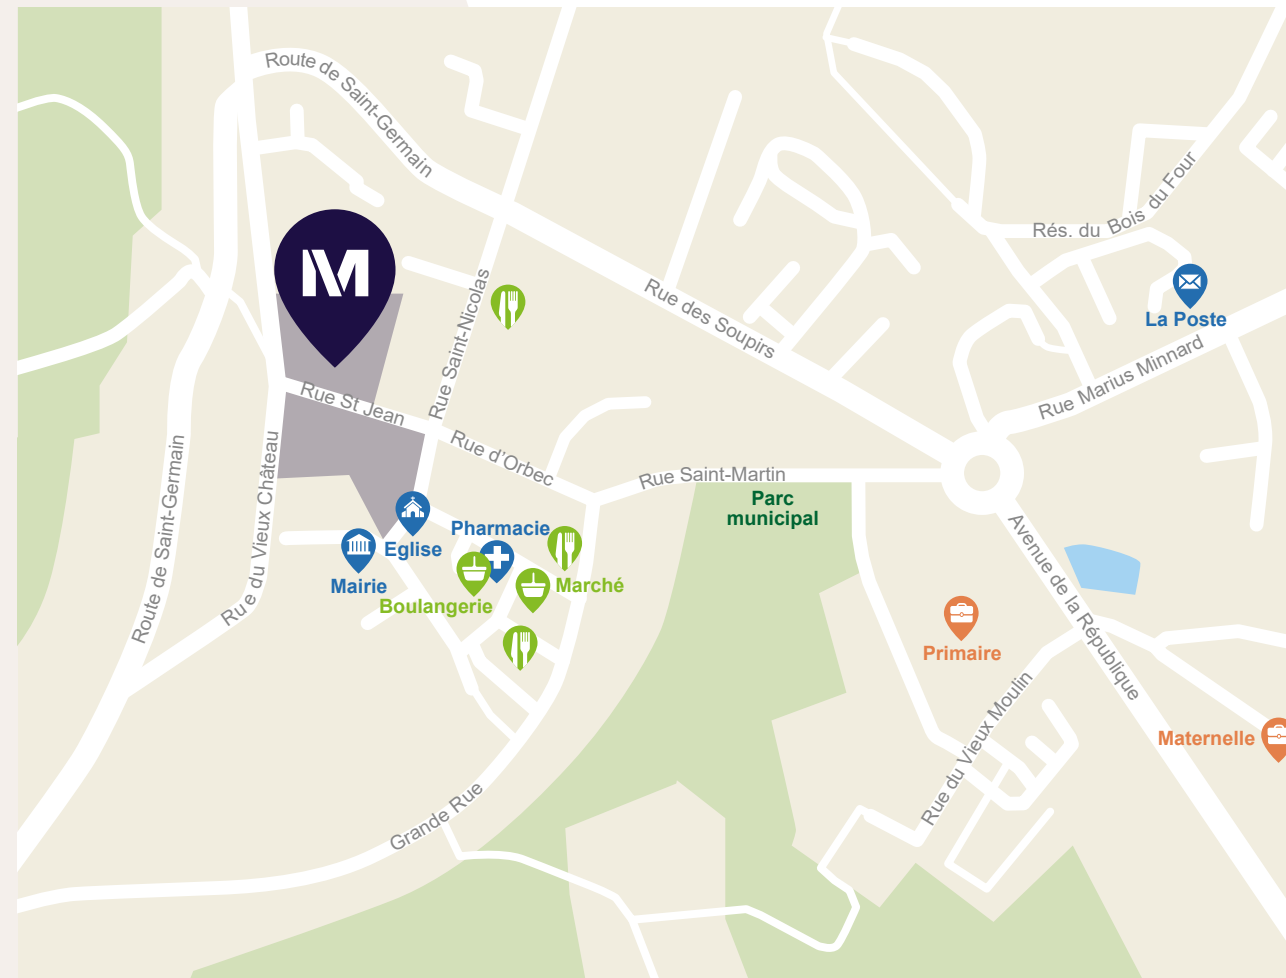 Route de Saint-Germain
Rés. du Bois du Four
M
La Poste
Rue Saint-Nicolas
Rue des Soupirs
Rue Marius Minnard
Rue St Jean
Rue d'Orbec
Rue Saint-Martin
Parc
municipal
Route de Saint-Germain
Rue du Vieux Château
Pharmacie
Eglise
Mairie
Marché
Boulangerie
Avenue de la République
Primaire
Rue du Vieux Moulin
Maternelle
Grande Rue